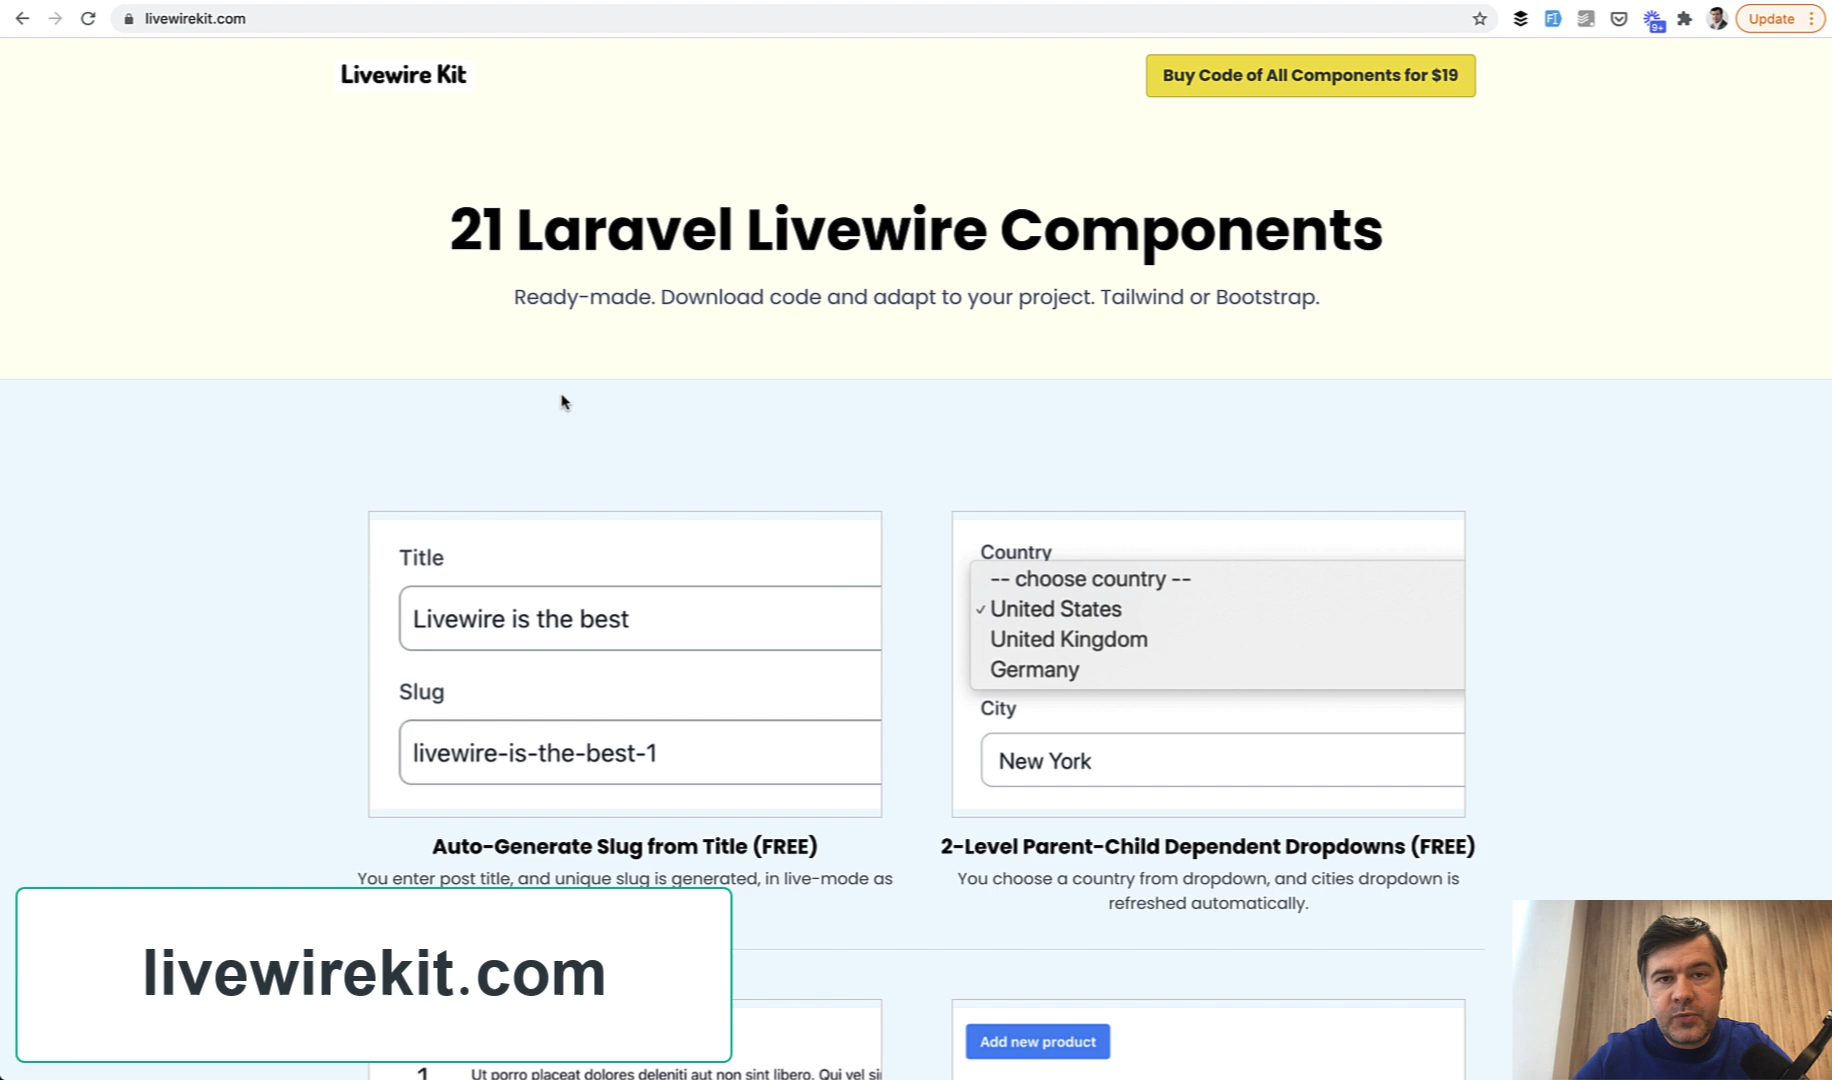 livewirekit.com
9+
Update
Livewire Kit
Buy Code of All Components for $19
21 Laravel Livewire Components
Ready-made. Download code and adapt to your project. Tailwind or Bootstrap.
Title
Livewire is the best
Slug
livewire-is-the-best-1
Country
-- choose country --
✓ United States
United Kingdom
Germany
City
New York
Auto-Generate Slug from Title (FREE)
You enter post title, and unique slug is generated, in live-mode as
2-Level Parent-Child Dependent Dropdowns (FREE)
You choose a country from dropdown, and cities dropdown is
refreshed automatically.
livewirekit.com
Add new product
1 Ut porro placeat dolores deleniti aut non sint libero. Qui vel